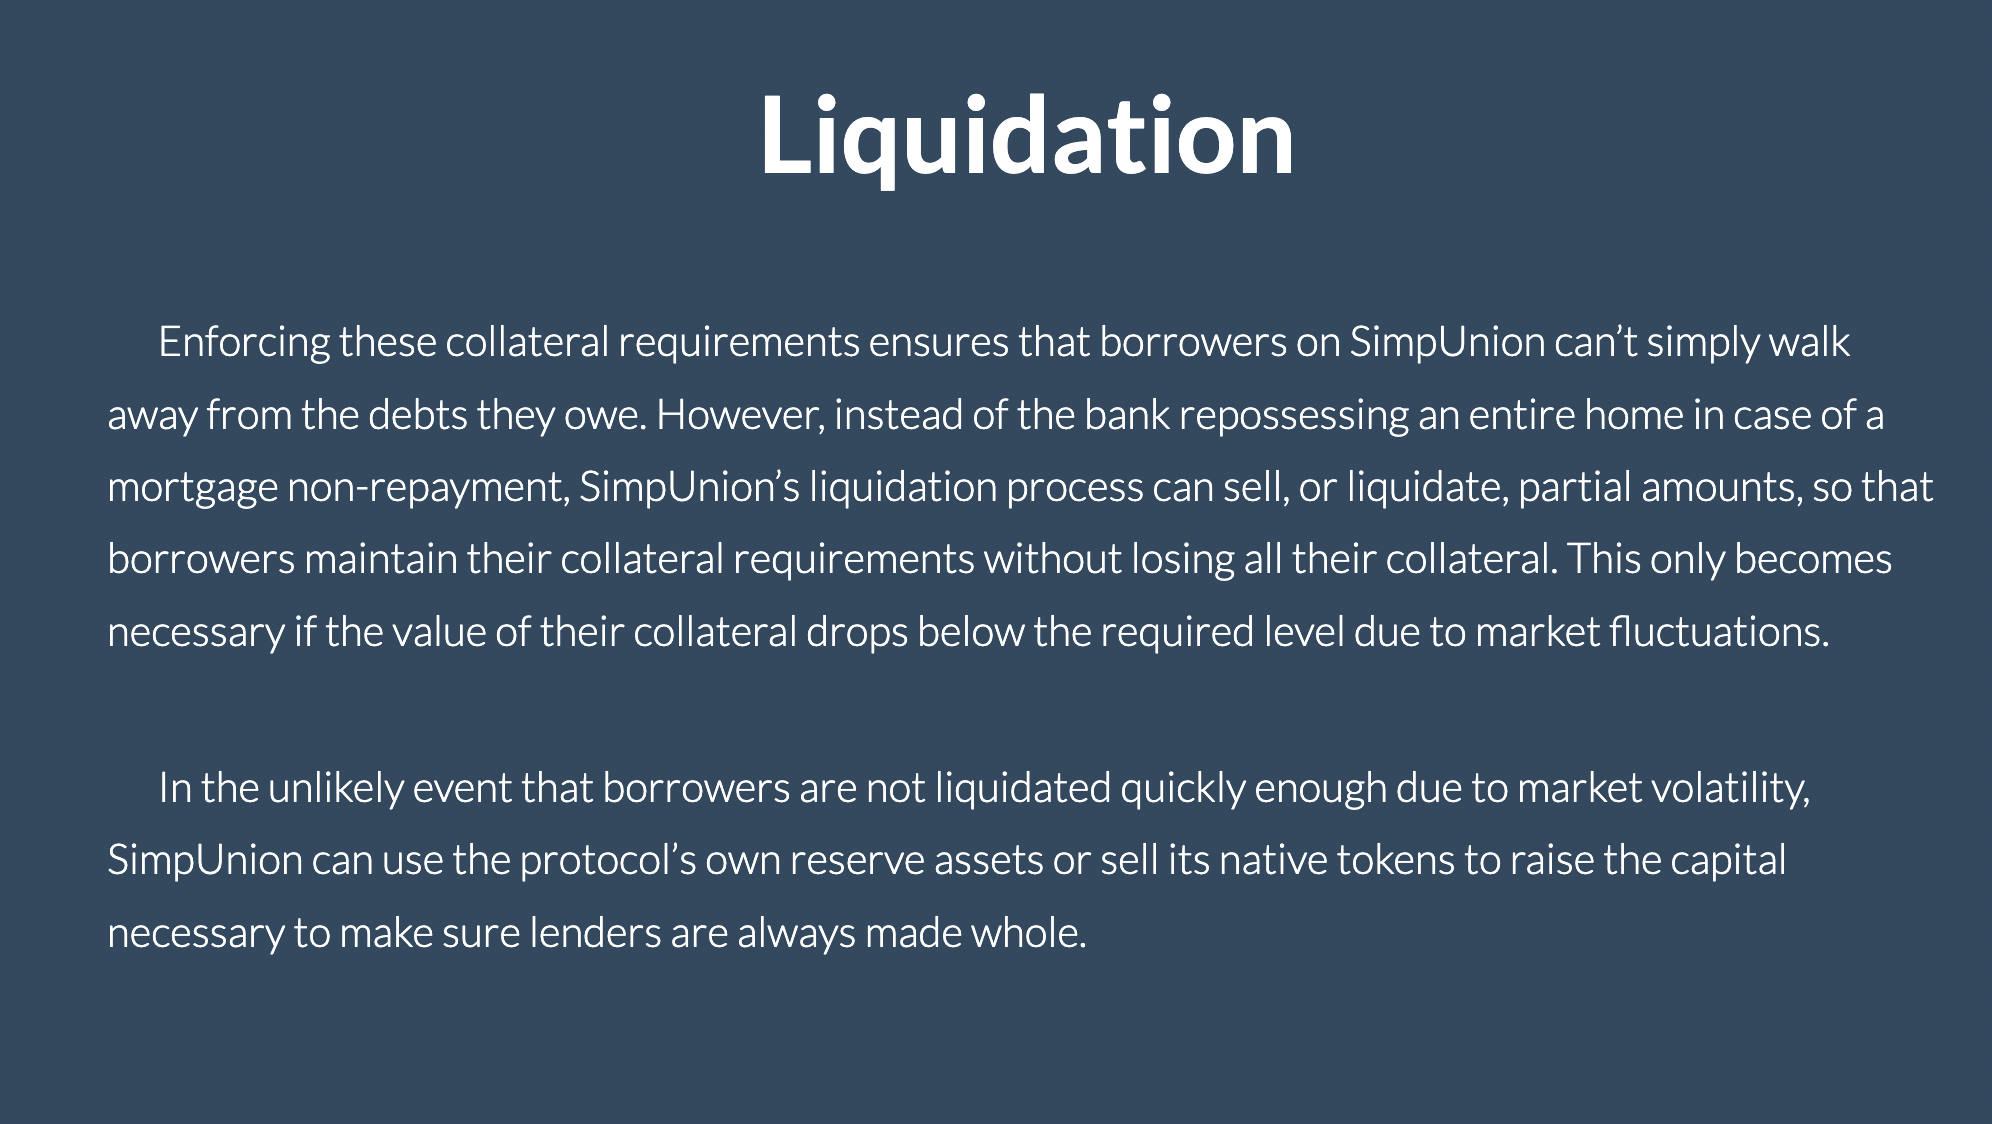 Liquidation
Enforcing these collateral requirements ensures that borrowers on SimpUnion can’t simply walk
away from the debts they owe. However, instead of the bank repossessing an entire home in case of a
mortgage non-repayment, SimpUnion’s liquidation process can sell, or liquidate, partial amounts, so that
borrowers maintain their collateral requirements without losing all their collateral. This only becomes
necessary if the value of their collateral drops below the required level due to market fluctuations.
In the unlikely event that borrowers are not liquidated quickly enough due to market volatility,
SimpUnion can use the protocol’s own reserve assets or sell its native tokens to raise the capital
necessary to make sure lenders are always made whole.